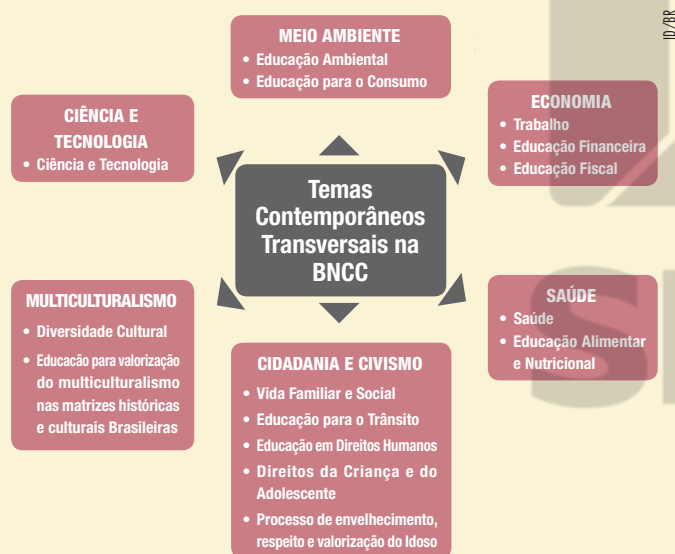 ID/BR
MEIO AMBIENTE
• Educação Ambiental
• Educação para o Consumo
CIÊNCIA E
TECNOLOGIA
• Ciência e Tecnologia
ECONOMIA
• Trabalho
• Educação Financeira
• Educação Fiscal
Temas
Contemporâneos
Transversais na
BNCC
MULTICULTURALISMO
• Diversidade Cultural
• Educacão para valorização
do multiculturalismo
nas matrizes históricas
e culturais Brasileiras
SAÚDE
• Saúde
• Educação Alimentar
e Nutricional
CIDADANIA E CIVISMO
• Vida Familiar e Social
• Educação para o Trânsito
• Educação em Direitos Humanos
• Direitos da Criança e do
Adolescente
• Processo de envelhecimento,
respeito e valorização do Idoso